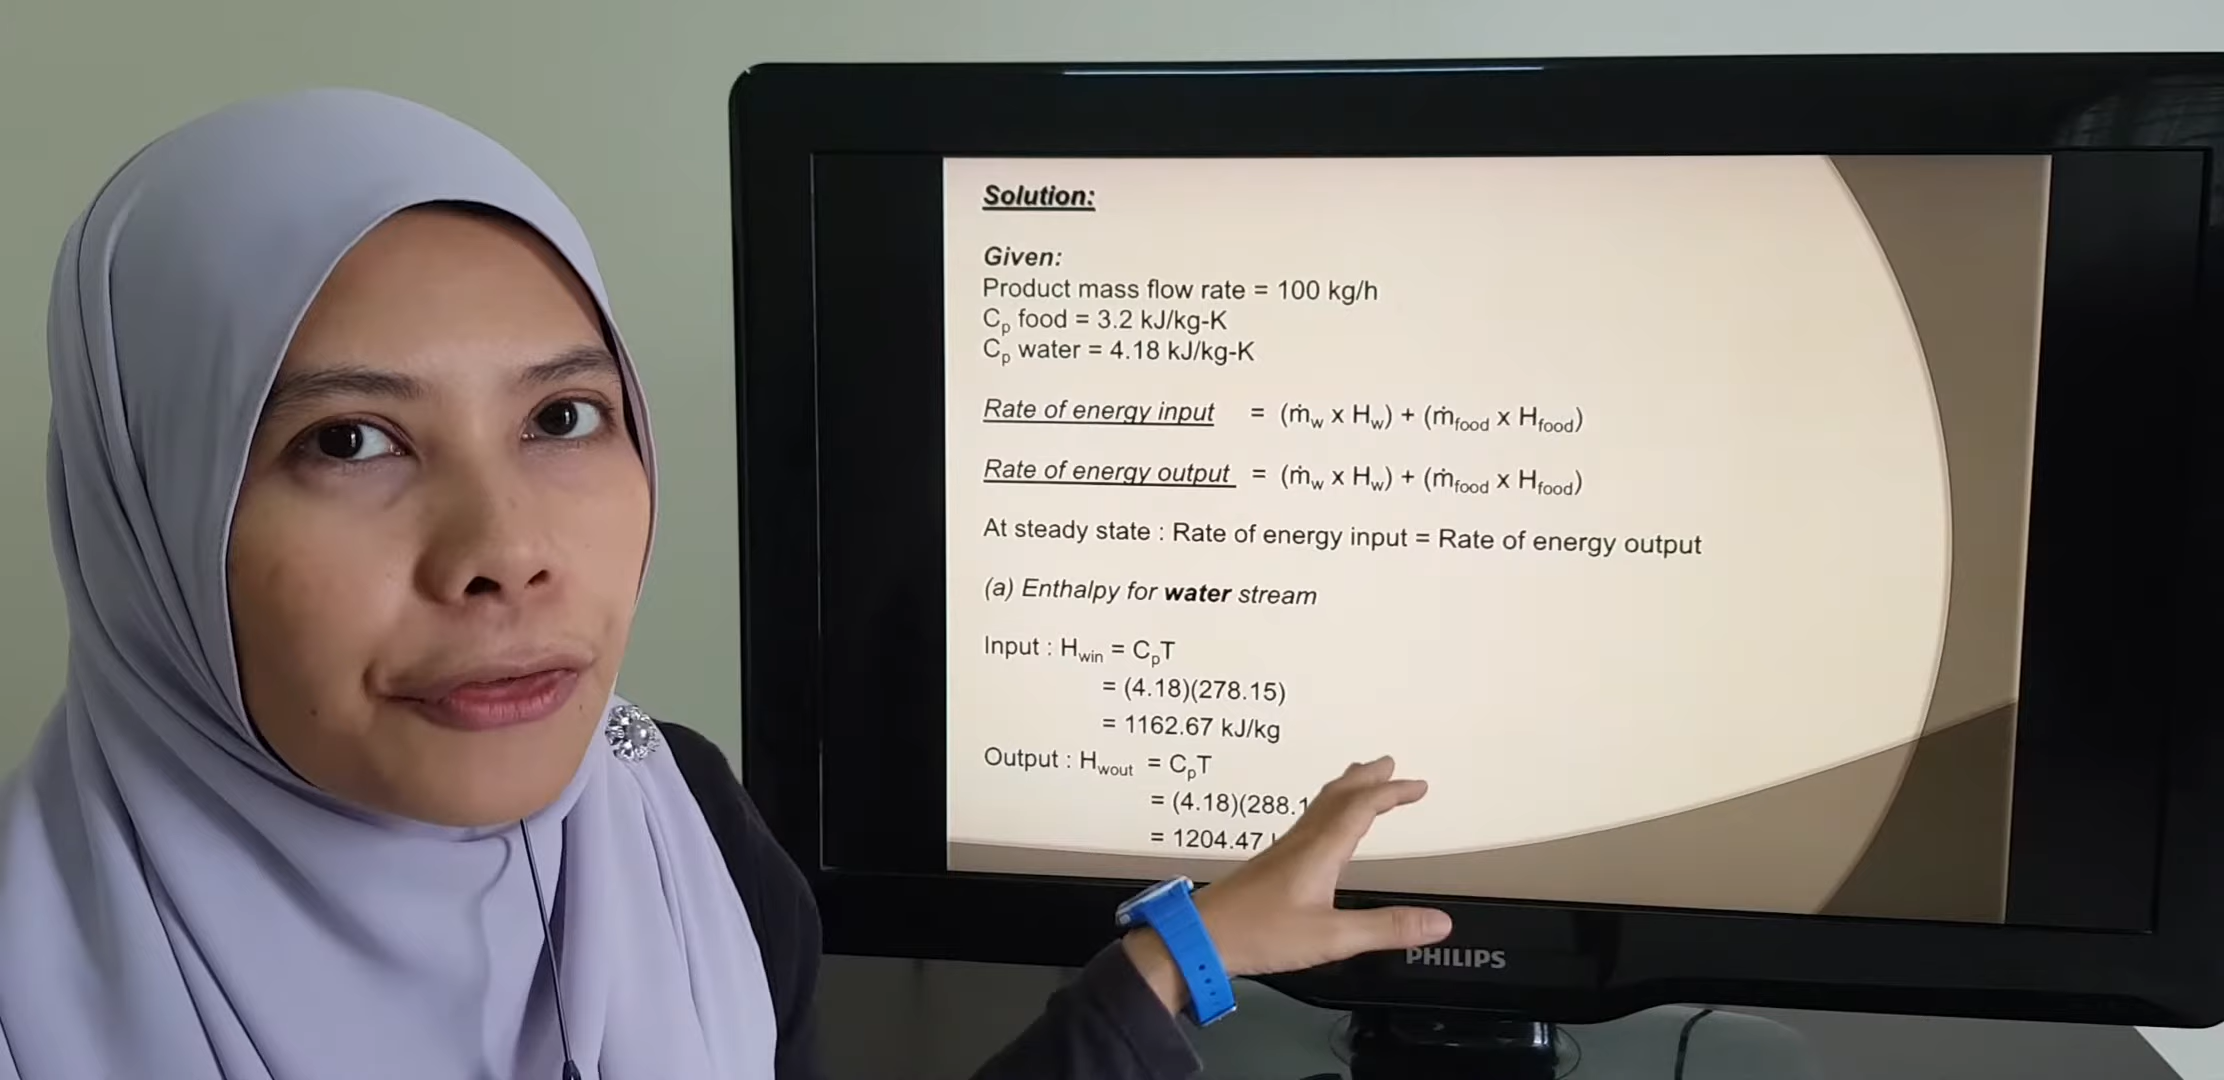 Solution:
Given:
Product mass flow rate = 100 kg/h
Cp food = 3.2 kJ/kg-K
Cp water = 4.18 kJ/kg-K
Rate of energy input = (ṁw x Hw) + (ṁfood x Hfood)
Rate of energy output = (ṁw x Hw) + (ṁfood x Hfood)
At steady state : Rate of energy input = Rate of energy output
(a) Enthalpy for water stream
Input : Hwin = CpT
= (4.18)(278.15)
= 1162.67 kJ/kg
Output : Hwout = CpT
= (4.18)(288.1
= 1204.47
PHILIPS